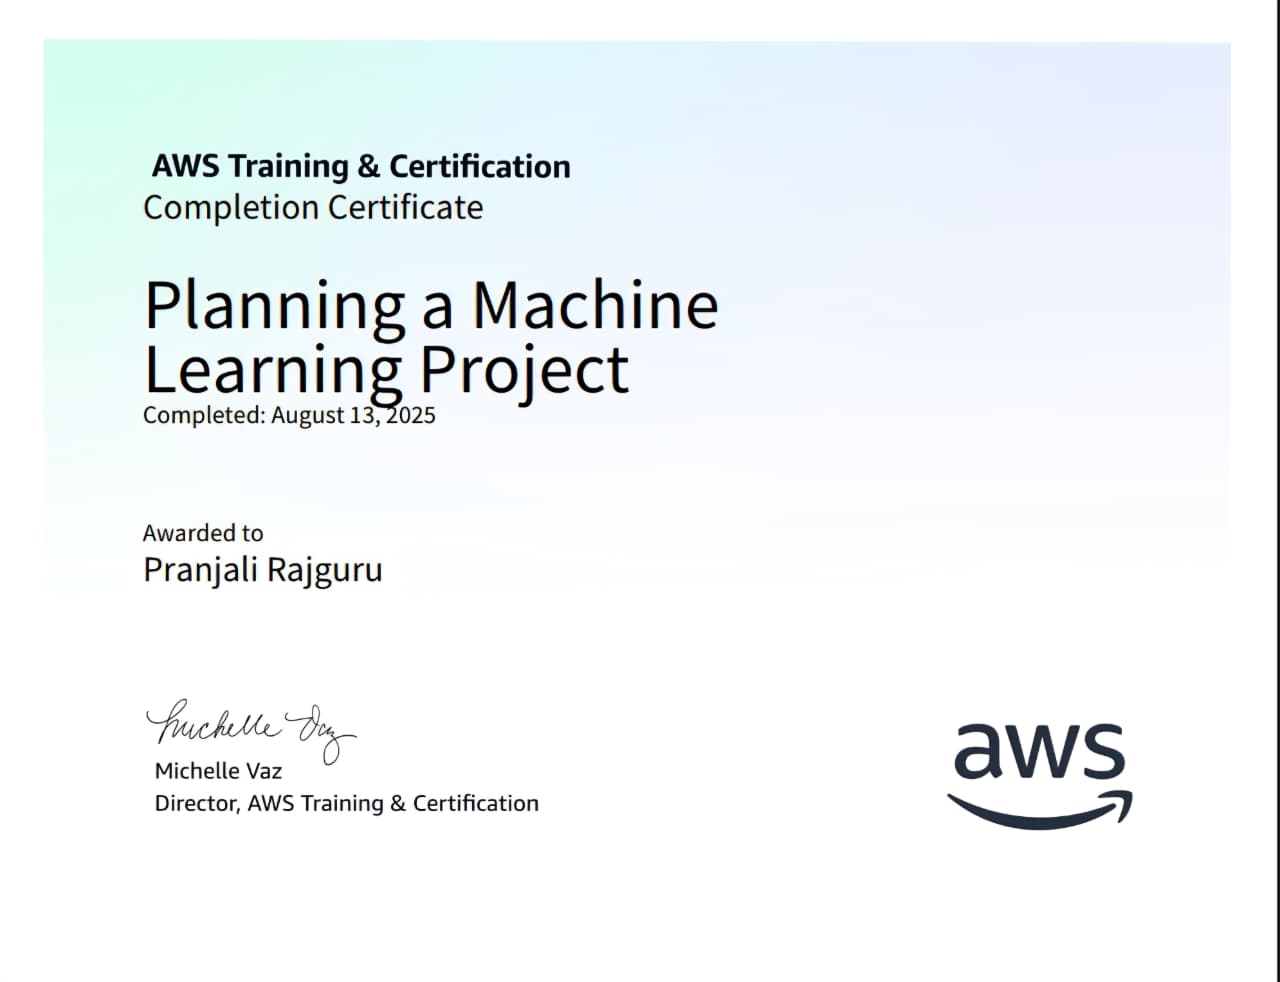 AWS Training & Certification
Completion Certificate
Planning a Machine
Learning Project
Completed: August 13, 2025
Awarded to
Pranjali Rajguru
Michelle Vaz
Michelle Vaz
Director, AWS Training & Certification
aws